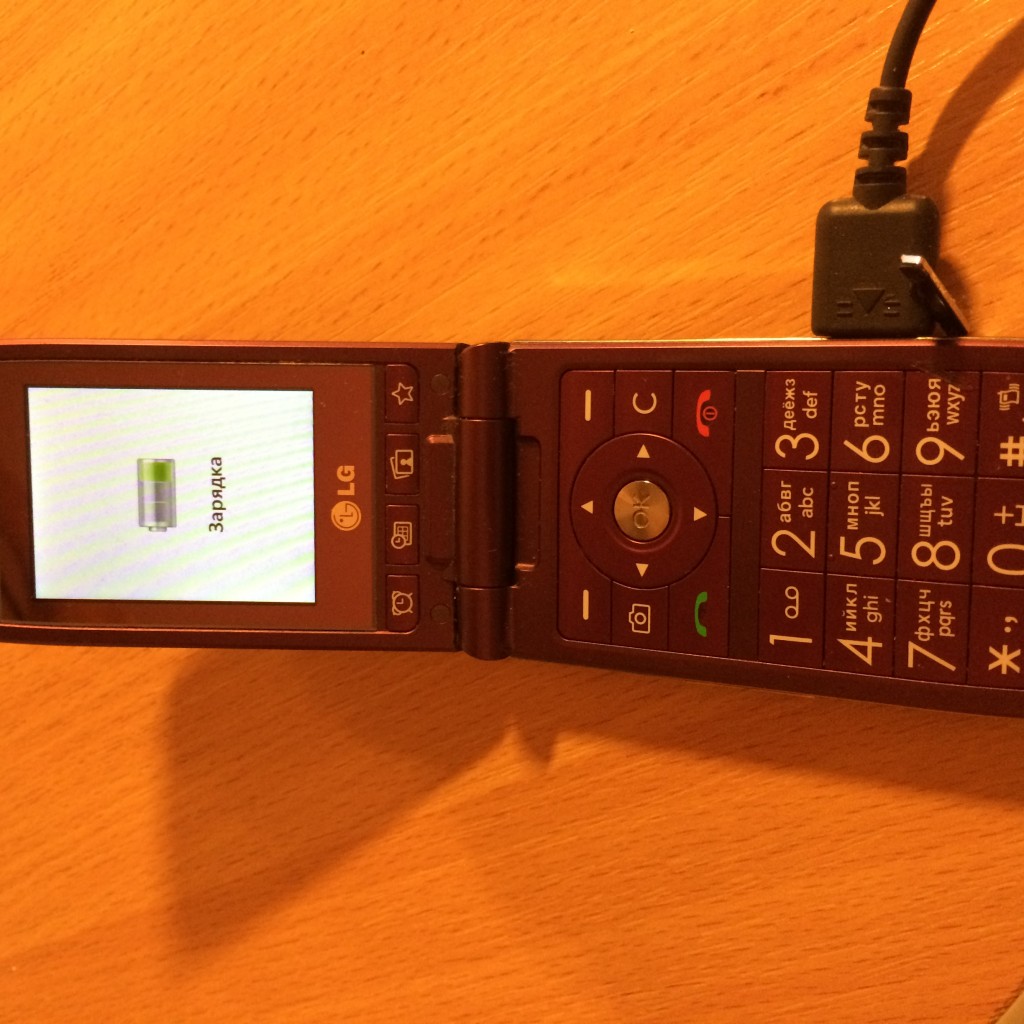 Зарядка
LG
C
OK
1
2 абвг abc
3 деёжз def
4 ийкл ghi
5 мноп jkl
6 рсту mno
7 фхцч pqrs
8 шщъы tuv
9 ьэюя wxyz
* . ,
0 +
#